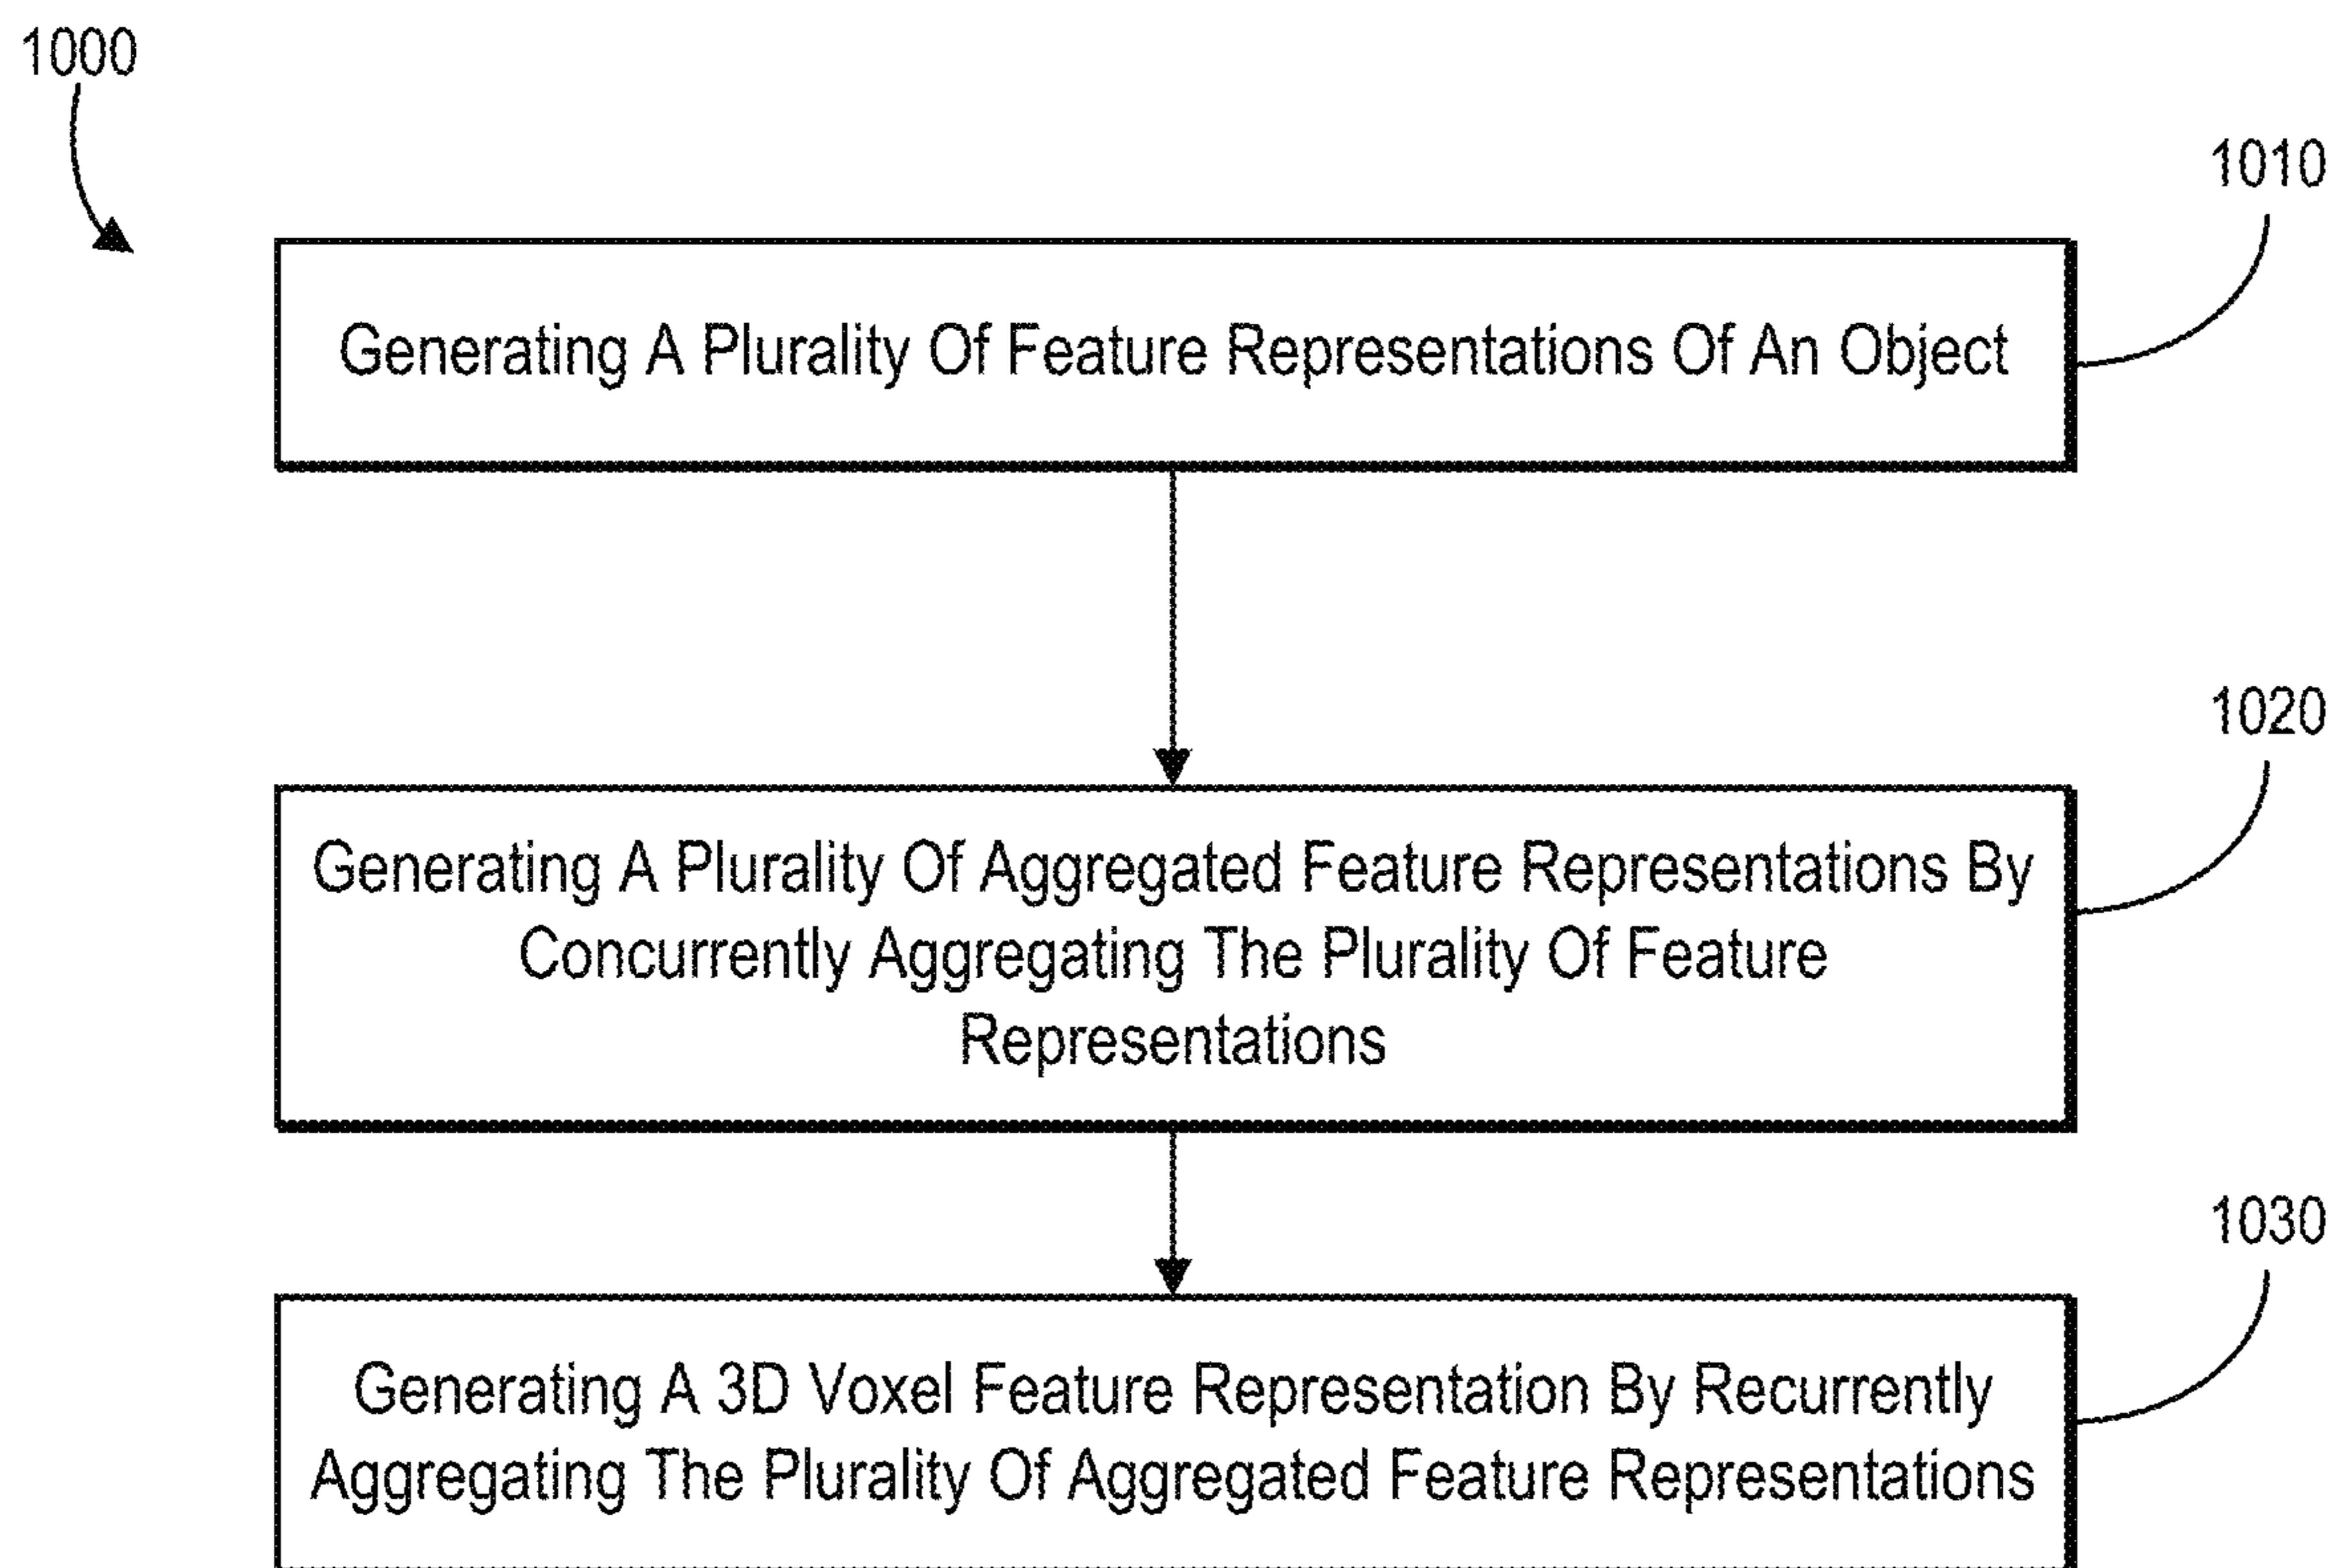 1000
1010
Generating A Plurality Of Feature Representations Of An Object
1020
Generating A Plurality Of Aggregated Feature Representations By
Concurrently Aggregating The Plurality Of Feature
Representations
1030
Generating A 3D Voxel Feature Representation By Recurrently
Aggregating The Plurality Of Aggregated Feature Representations